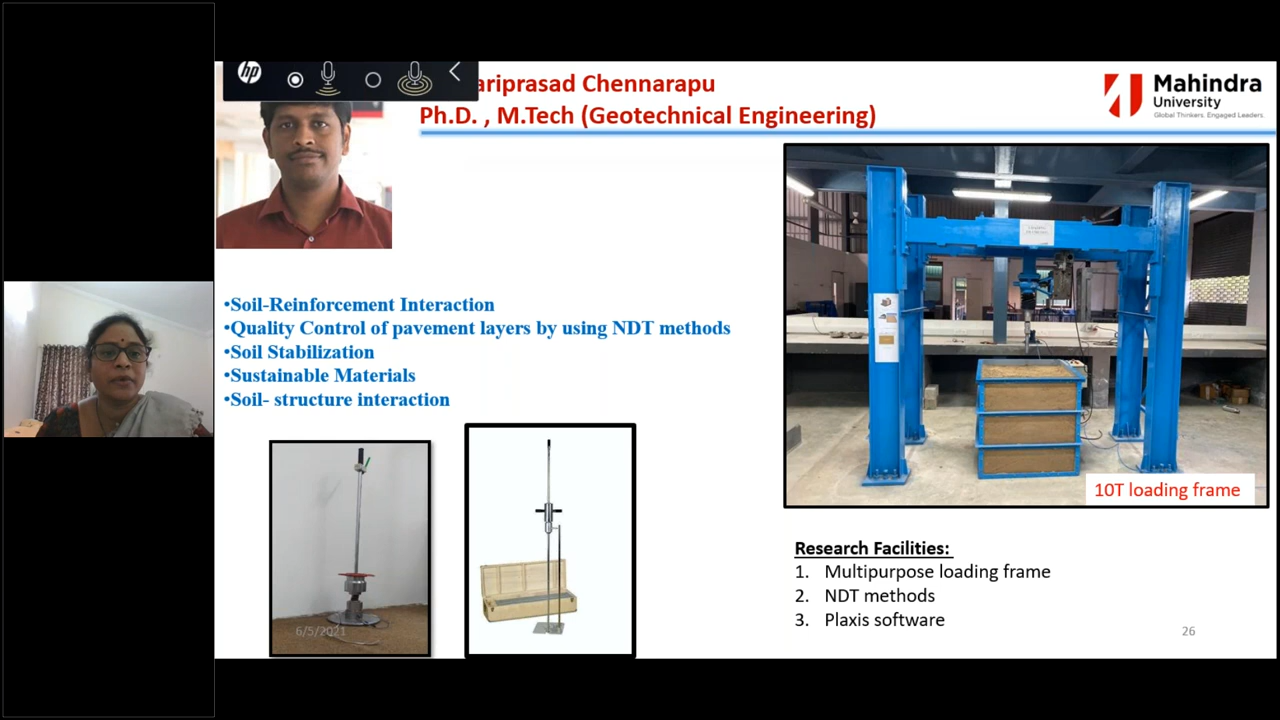 hp
ariprasad Chennarapu
Ph.D. , M.Tech (Geotechnical Engineering)
Mahindra
University
Global Thinkers. Engaged Leaders.
•Soil-Reinforcement Interaction
•Quality Control of pavement layers by using NDT methods
•Soil Stabilization
•Sustainable Materials
•Soil- structure interaction
10T loading frame
Research Facilities:
1. Multipurpose loading frame
2. NDT methods
3. Plaxis software
6/5/2021
26